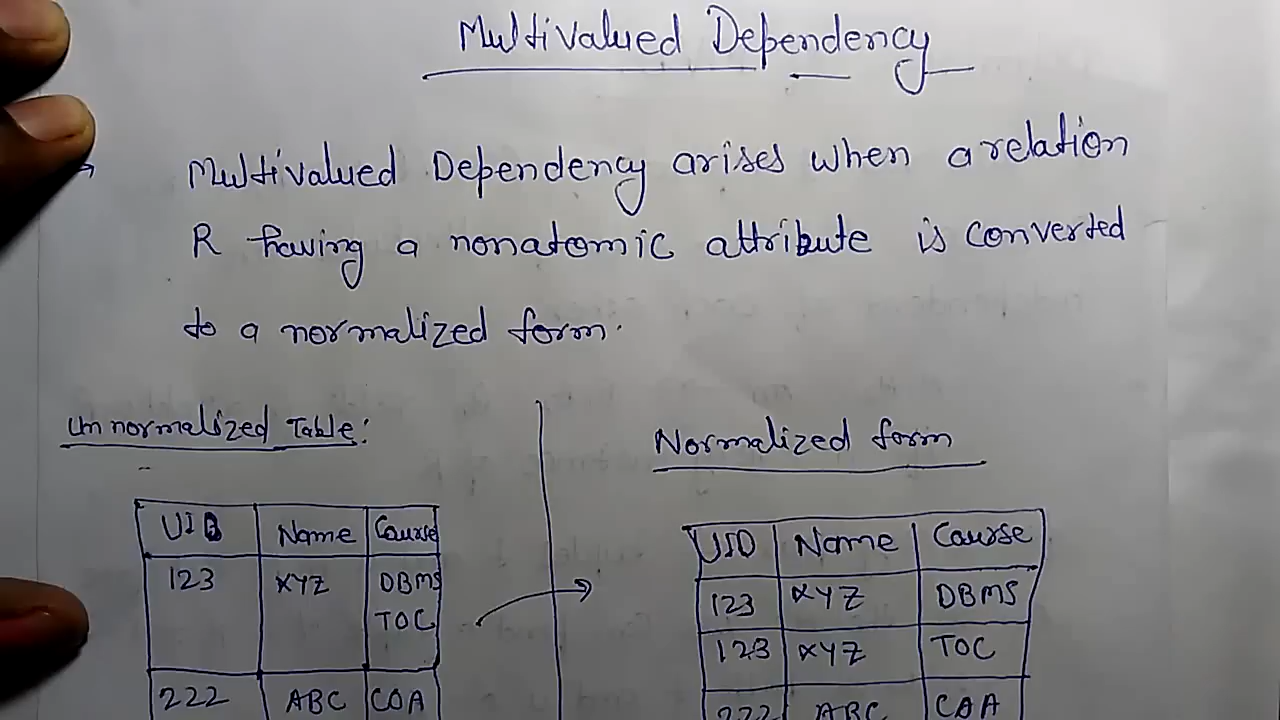 Multivalued Dependency
→ Multivalued Dependency arises when a relation
R having a nonatomic attribute is converted
to a normalized form.
Unnormalized Table:
Normalized form
UID Name Course
123 XYZ DBMS
TOC
222 ABC COA
UID Name Course
123 XYZ DBMS
123 XYZ TOC
222 ABC COA